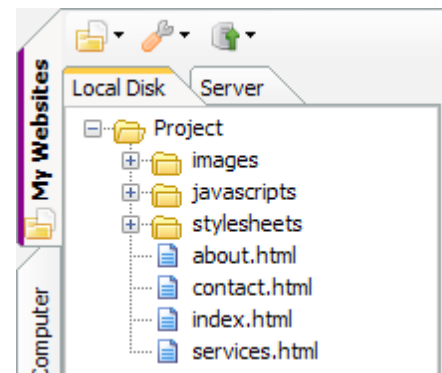 My Websites
Computer
Local Disk
Server
Project
images
javascripts
stylesheets
about.html
contact.html
index.html
services.html